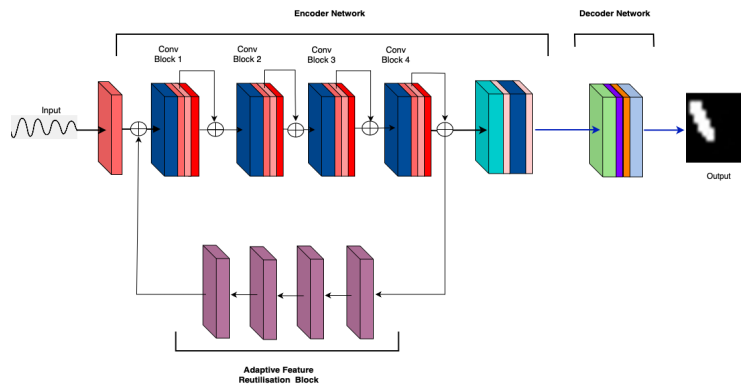 Encoder Network
Decoder Network
Conv
Block 1
Conv
Block 2
Conv
Block 3
Conv
Block 4
Input
Output
Adaptive Feature
Reutilisation Block